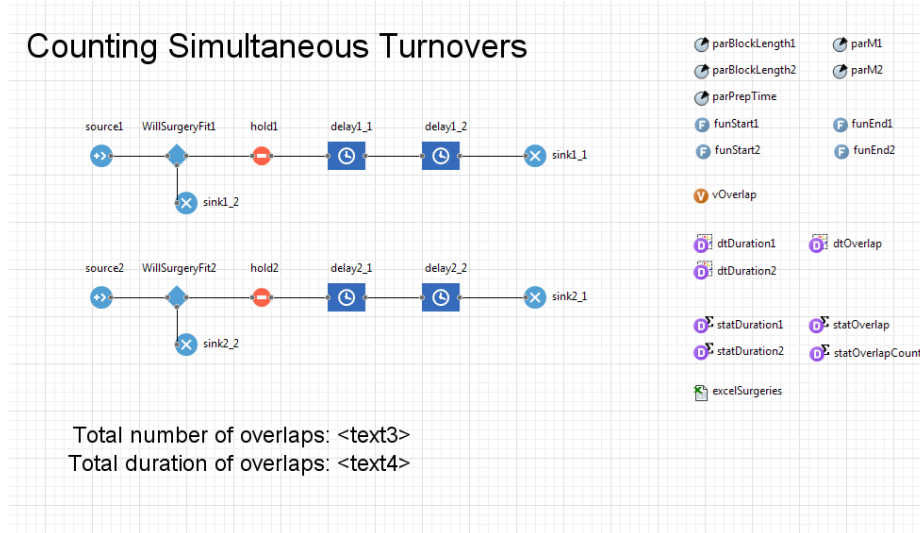 Counting Simultaneous Turnovers
source1 WillSurgeryFit1 hold1 delay1_1 delay1_2
sink1_1
sink1_2
source2 WillSurgeryFit2 hold2 delay2_1 delay2_2
sink2_1
sink2_2
Total number of overlaps: <text3>
Total duration of overlaps: <text4>
parBlockLength1 parM1
parBlockLength2 parM2
parPrepTime
F funStart1 F funEnd1
F funStart2 F funEnd2
V vOverlap
D dtDuration1 D dtOverlap
D dtDuration2
D Σ statDuration1 D Σ statOverlap
D Σ statDuration2 D Σ statOverlapCount
excelSurgeries